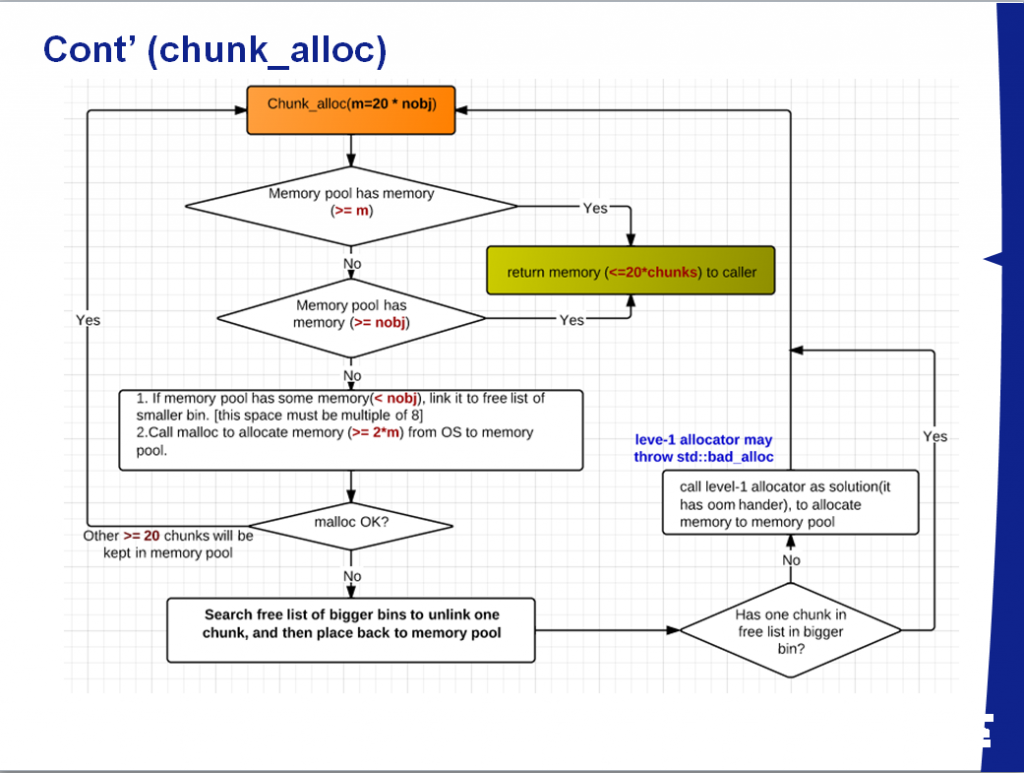 Cont’ (chunk_alloc)
Chunk_alloc(m=20 * nobj)
Memory pool has memory
(>= m)
Yes
No
return memory (<=20*chunks) to caller
Memory pool has
memory (>= nobj)
Yes
Yes
No
1. If memory pool has some memory(< nobj), link it to free list of
smaller bin. [this space must be multiple of 8]
2.Call malloc to allocate memory (>= 2*m) from OS to memory
pool.
leve-1 allocator may
throw std::bad_alloc
Yes
call level-1 allocator as solution(it
has oom hander), to allocate
memory to memory pool
malloc OK?
Other >= 20 chunks will be
kept in memory pool
No
No
Search free list of bigger bins to unlink one
chunk, and then place back to memory pool
Has one chunk in
free list in bigger
bin?